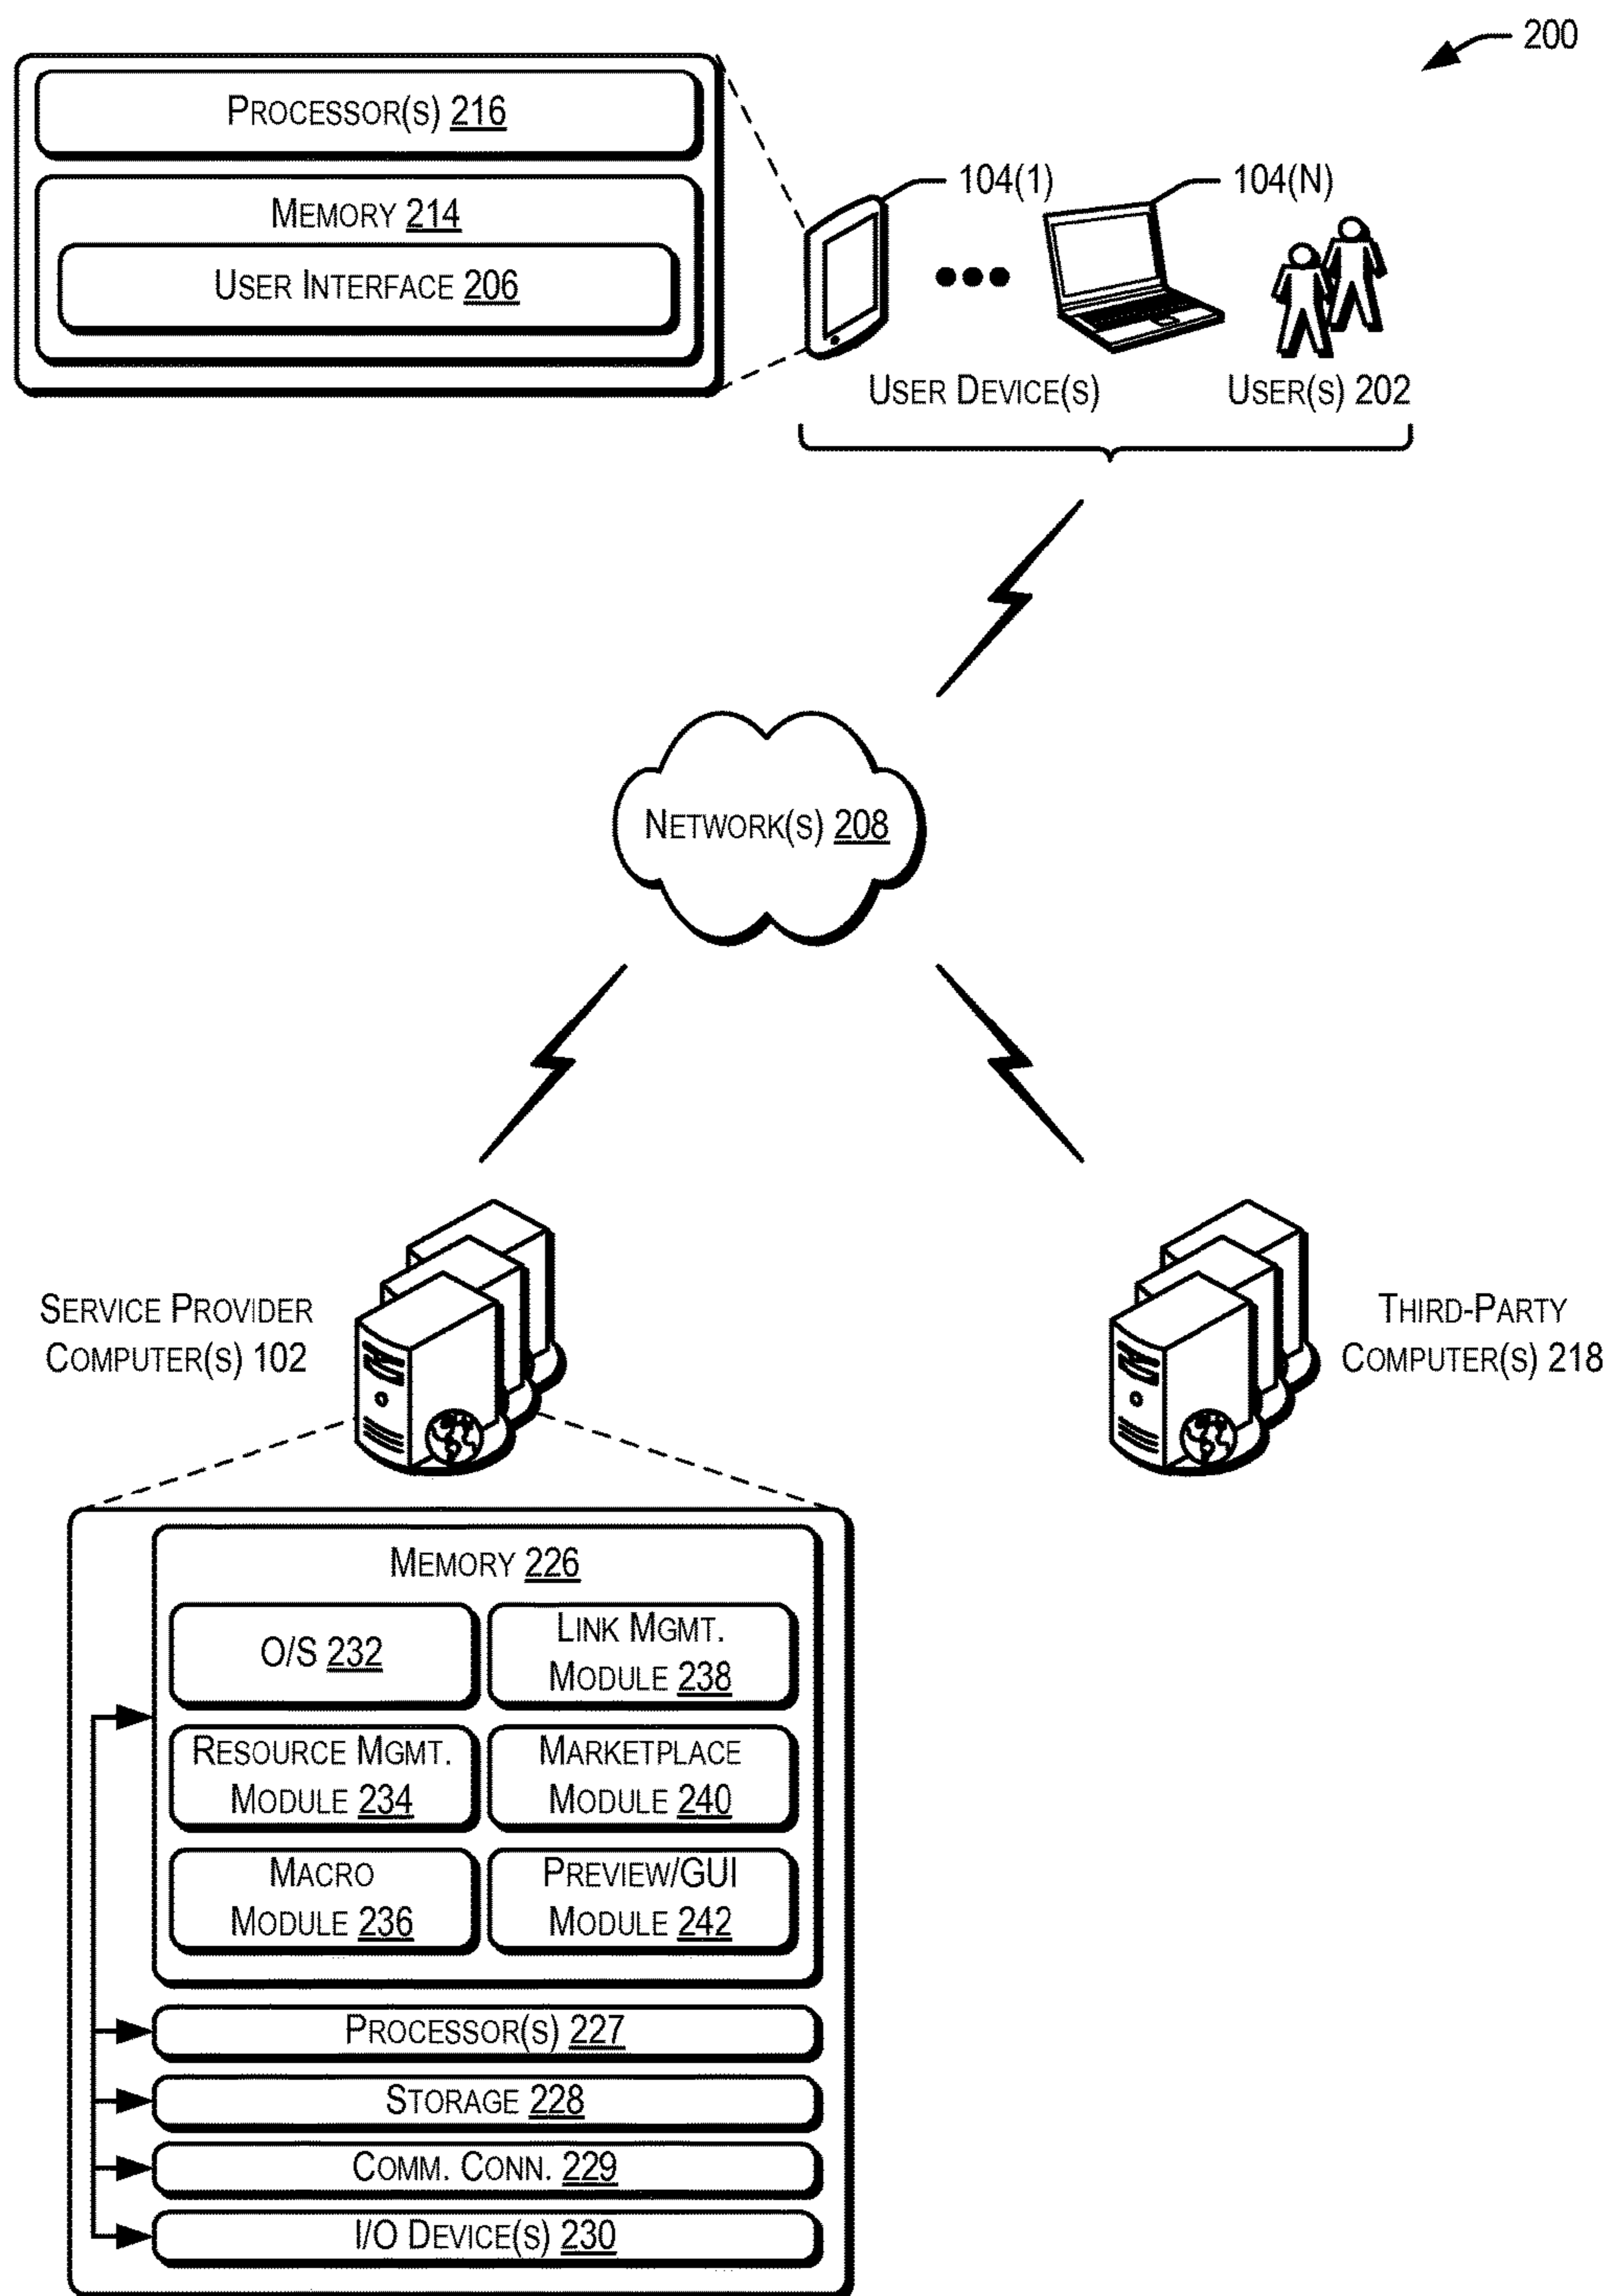 200
PROCESSOR(S) 216
MEMORY 214
USER INTERFACE 206
104(1)
104(N)
USER DEVICE(S)
USER(S) 202
NETWORK(S) 208
SERVICE PROVIDER
COMPUTER(S) 102
THIRD-PARTY
COMPUTER(S) 218
MEMORY 226
O/S 232
LINK MGMT.
MODULE 238
RESOURCE MGMT.
MODULE 234
MARKETPLACE
MODULE 240
MACRO
MODULE 236
PREVIEW/GUI
MODULE 242
PROCESSOR(S) 227
STORAGE 228
COMM. CONN. 229
I/O DEVICE(S) 230